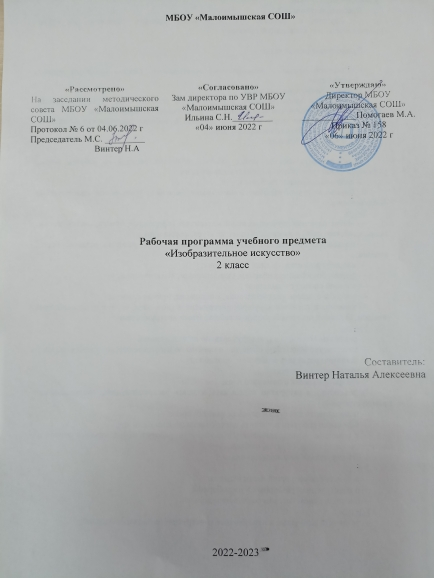 МБОУ «Малоимышская СОШ»
«Рассмотрено»
На заседании методического
совета МБОУ «Малоимышская
СОШ»
Протокол № 6 от 04.06.2022 г
Председатель М.С.
Винтер Н.А
«Согласовано»
Зам директора по УВР МБОУ
«Малоимышская СОШ»
Ильина С.Н.
«04» июня 2022 г
«Утверждаю»
Директор МБОУ
«Малоимышская СОШ»
Помогаев М.А.
Приказ № 138
«06» июня 2022 г
Рабочая программа учебного предмета
«Изобразительное искусство»
2 класс
Составитель:
Винтер Наталья Алексеевна
2022-2023